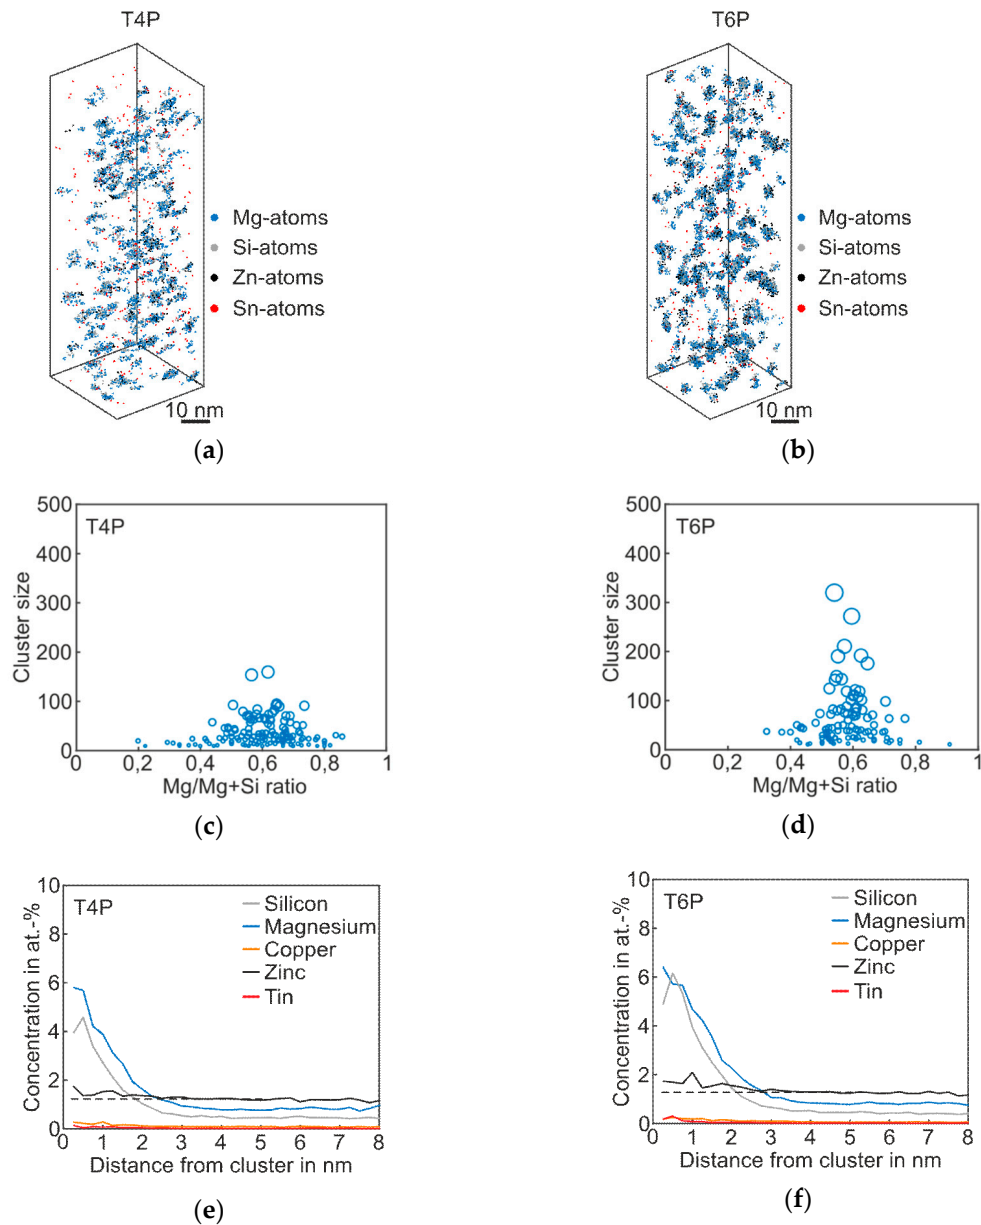 T4P
Mg-atoms
Si-atoms
Zn-atoms
Sn-atoms
10 nm
(a)
T6P
Mg-atoms
Si-atoms
Zn-atoms
Sn-atoms
10 nm
(b)
500
400
300
200
100
0
Cluster size
T4P
0
0,2
0,4
0,6
0,8
1
Mg/Mg+Si ratio
(c)
500
400
300
200
100
0
Cluster size
T6P
0
0,2
0,4
0,6
0,8
1
Mg/Mg+Si ratio
(d)
10
8
6
4
2
0
Concentration in at.-%
T4P
Silicon
Magnesium
Copper
Zinc
Tin
0 1 2 3 4 5 6 7 8
Distance from cluster in nm
(e)
10
8
6
4
2
0
Concentration in at.-%
T6P
Silicon
Magnesium
Copper
Zinc
Tin
0 1 2 3 4 5 6 7 8
Distance from cluster in nm
(f)